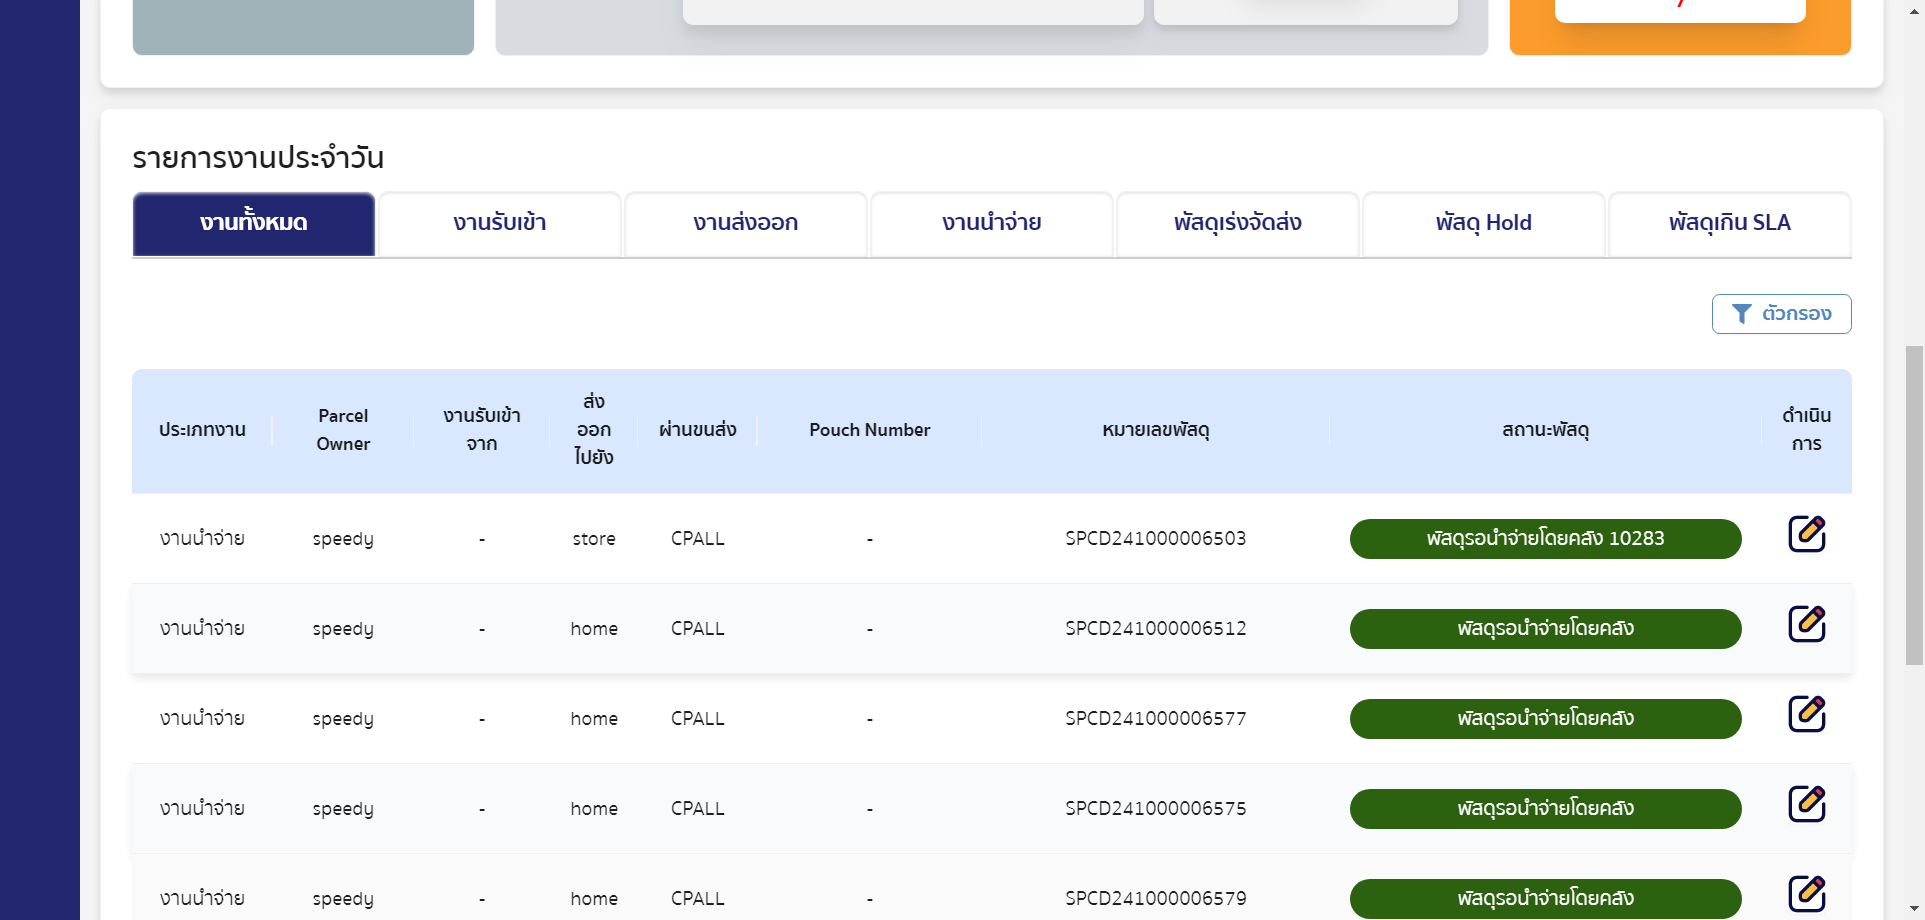 รายการงานประจำวัน
งานทั้งหมด งานรับเข้า งานส่งออก งานนำจ่าย พัสดุเร่งจัดส่ง พัสดุ Hold พัสดุเกิน SLA
ตัวกรอง
ประเภทงาน Parcel Owner งานรับเข้าจาก ส่งออกไปยัง ผ่านขนส่ง Pouch Number หมายเลขพัสดุ สถานะพัสดุ ดำเนินการ
งานนำจ่าย speedy - store CPALL - SPCD241000006503 พัสดุรอนำจ่ายโดยคลัง 10283
งานนำจ่าย speedy - home CPALL - SPCD241000006512 พัสดุรอนำจ่ายโดยคลัง
งานนำจ่าย speedy - home CPALL - SPCD241000006577 พัสดุรอนำจ่ายโดยคลัง
งานนำจ่าย speedy - home CPALL - SPCD241000006575 พัสดุรอนำจ่ายโดยคลัง
งานนำจ่าย speedy - home CPALL - SPCD241000006579 พัสดุรอนำจ่ายโดยคลัง